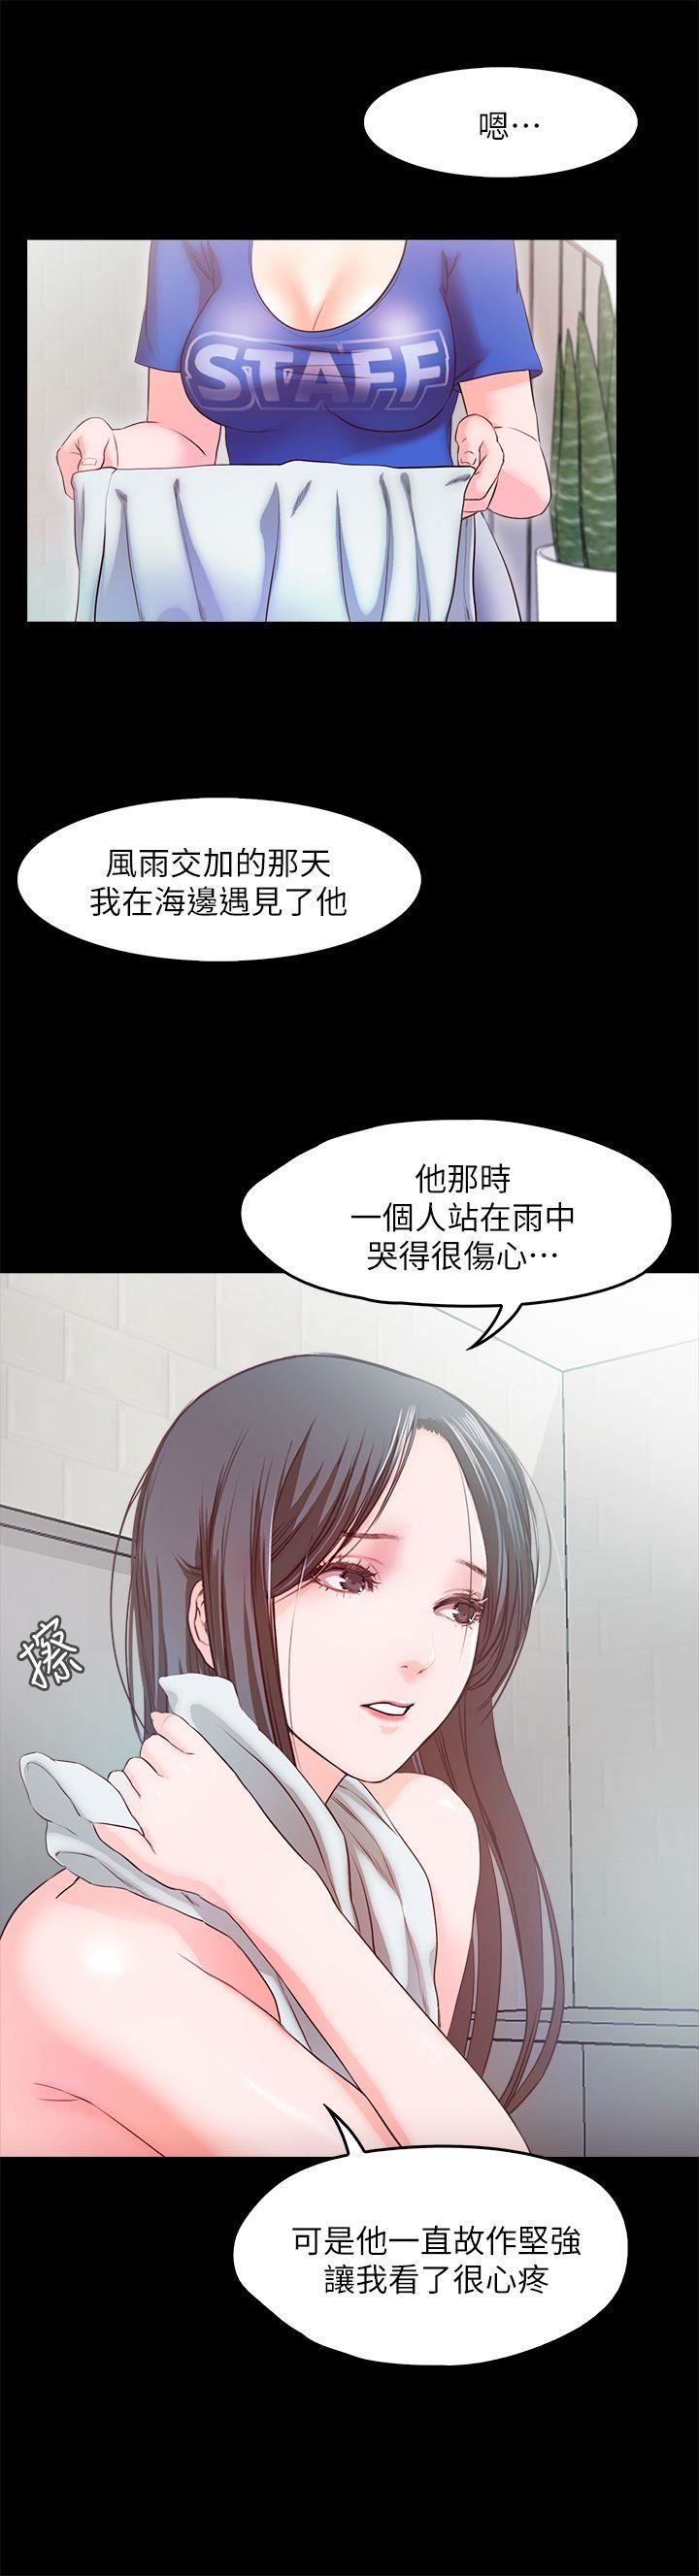 嗯⋯
STAFF
風雨交加的那天
我在海邊遇見了他
他那時
一個人站在雨中
哭得很傷心⋯
擦
可是他一直故作堅強
讓我看了很心疼